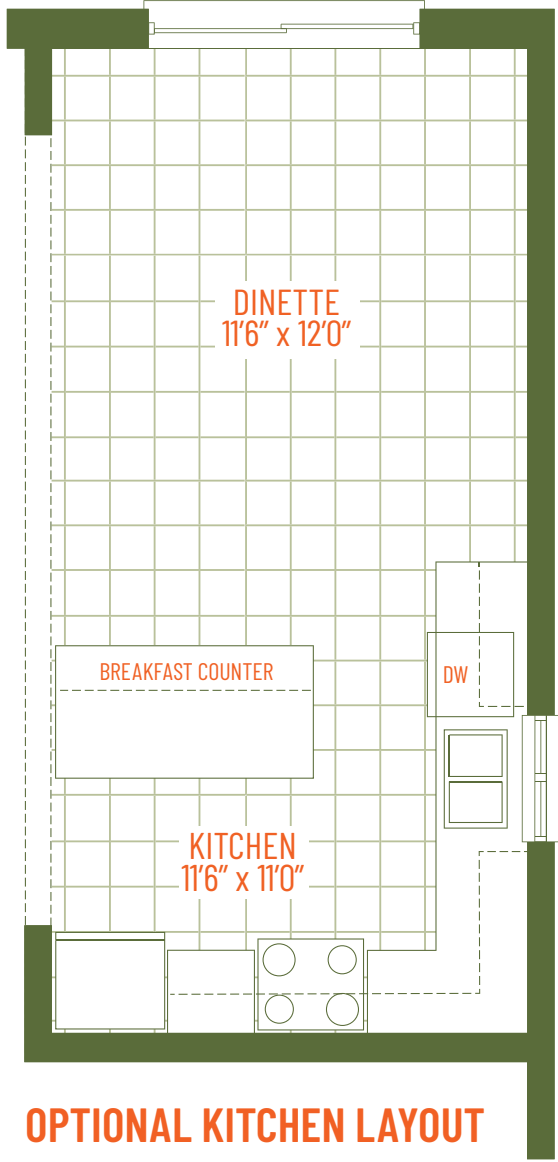 DINETTE
11'6” x 12'0”
BREAKFAST COUNTER
DW
KITCHEN
11'6” x 11'0”
OPTIONAL KITCHEN LAYOUT